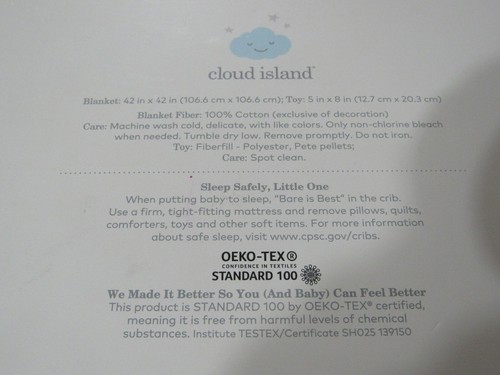 cloud island™
Blanket: 42 in x 42 in (106.6 cm x 106.6 cm); Toy: 5 in x 8 in (12.7 cm x 20.3 cm)
Blanket Fiber: 100% Cotton (exclusive of decoration)
Care: Machine wash cold, delicate, with like colors. Only non-chlorine bleach
when needed. Tumble dry low. Remove promptly. Do not iron.
Toy: Fiberfill - Polyester, Pete pellets;
Care: Spot clean.
Sleep Safely, Little One
When putting baby to sleep, "Bare is Best" in the crib.
Use a firm, tight-fitting mattress and remove pillows, quilts,
comforters, toys and other soft items. For more information
about safe sleep, visit www.cpsc.gov/cribs.
OEKO-TEX®
CONFIDENCE IN TEXTILES
STANDARD 100
We Made It Better So You (And Baby) Can Feel Better
This product is STANDARD 100 by OEKO-TEX® certified,
meaning it is free from harmful levels of chemical
substances. Institute TESTEX/Certificate SH025 139150